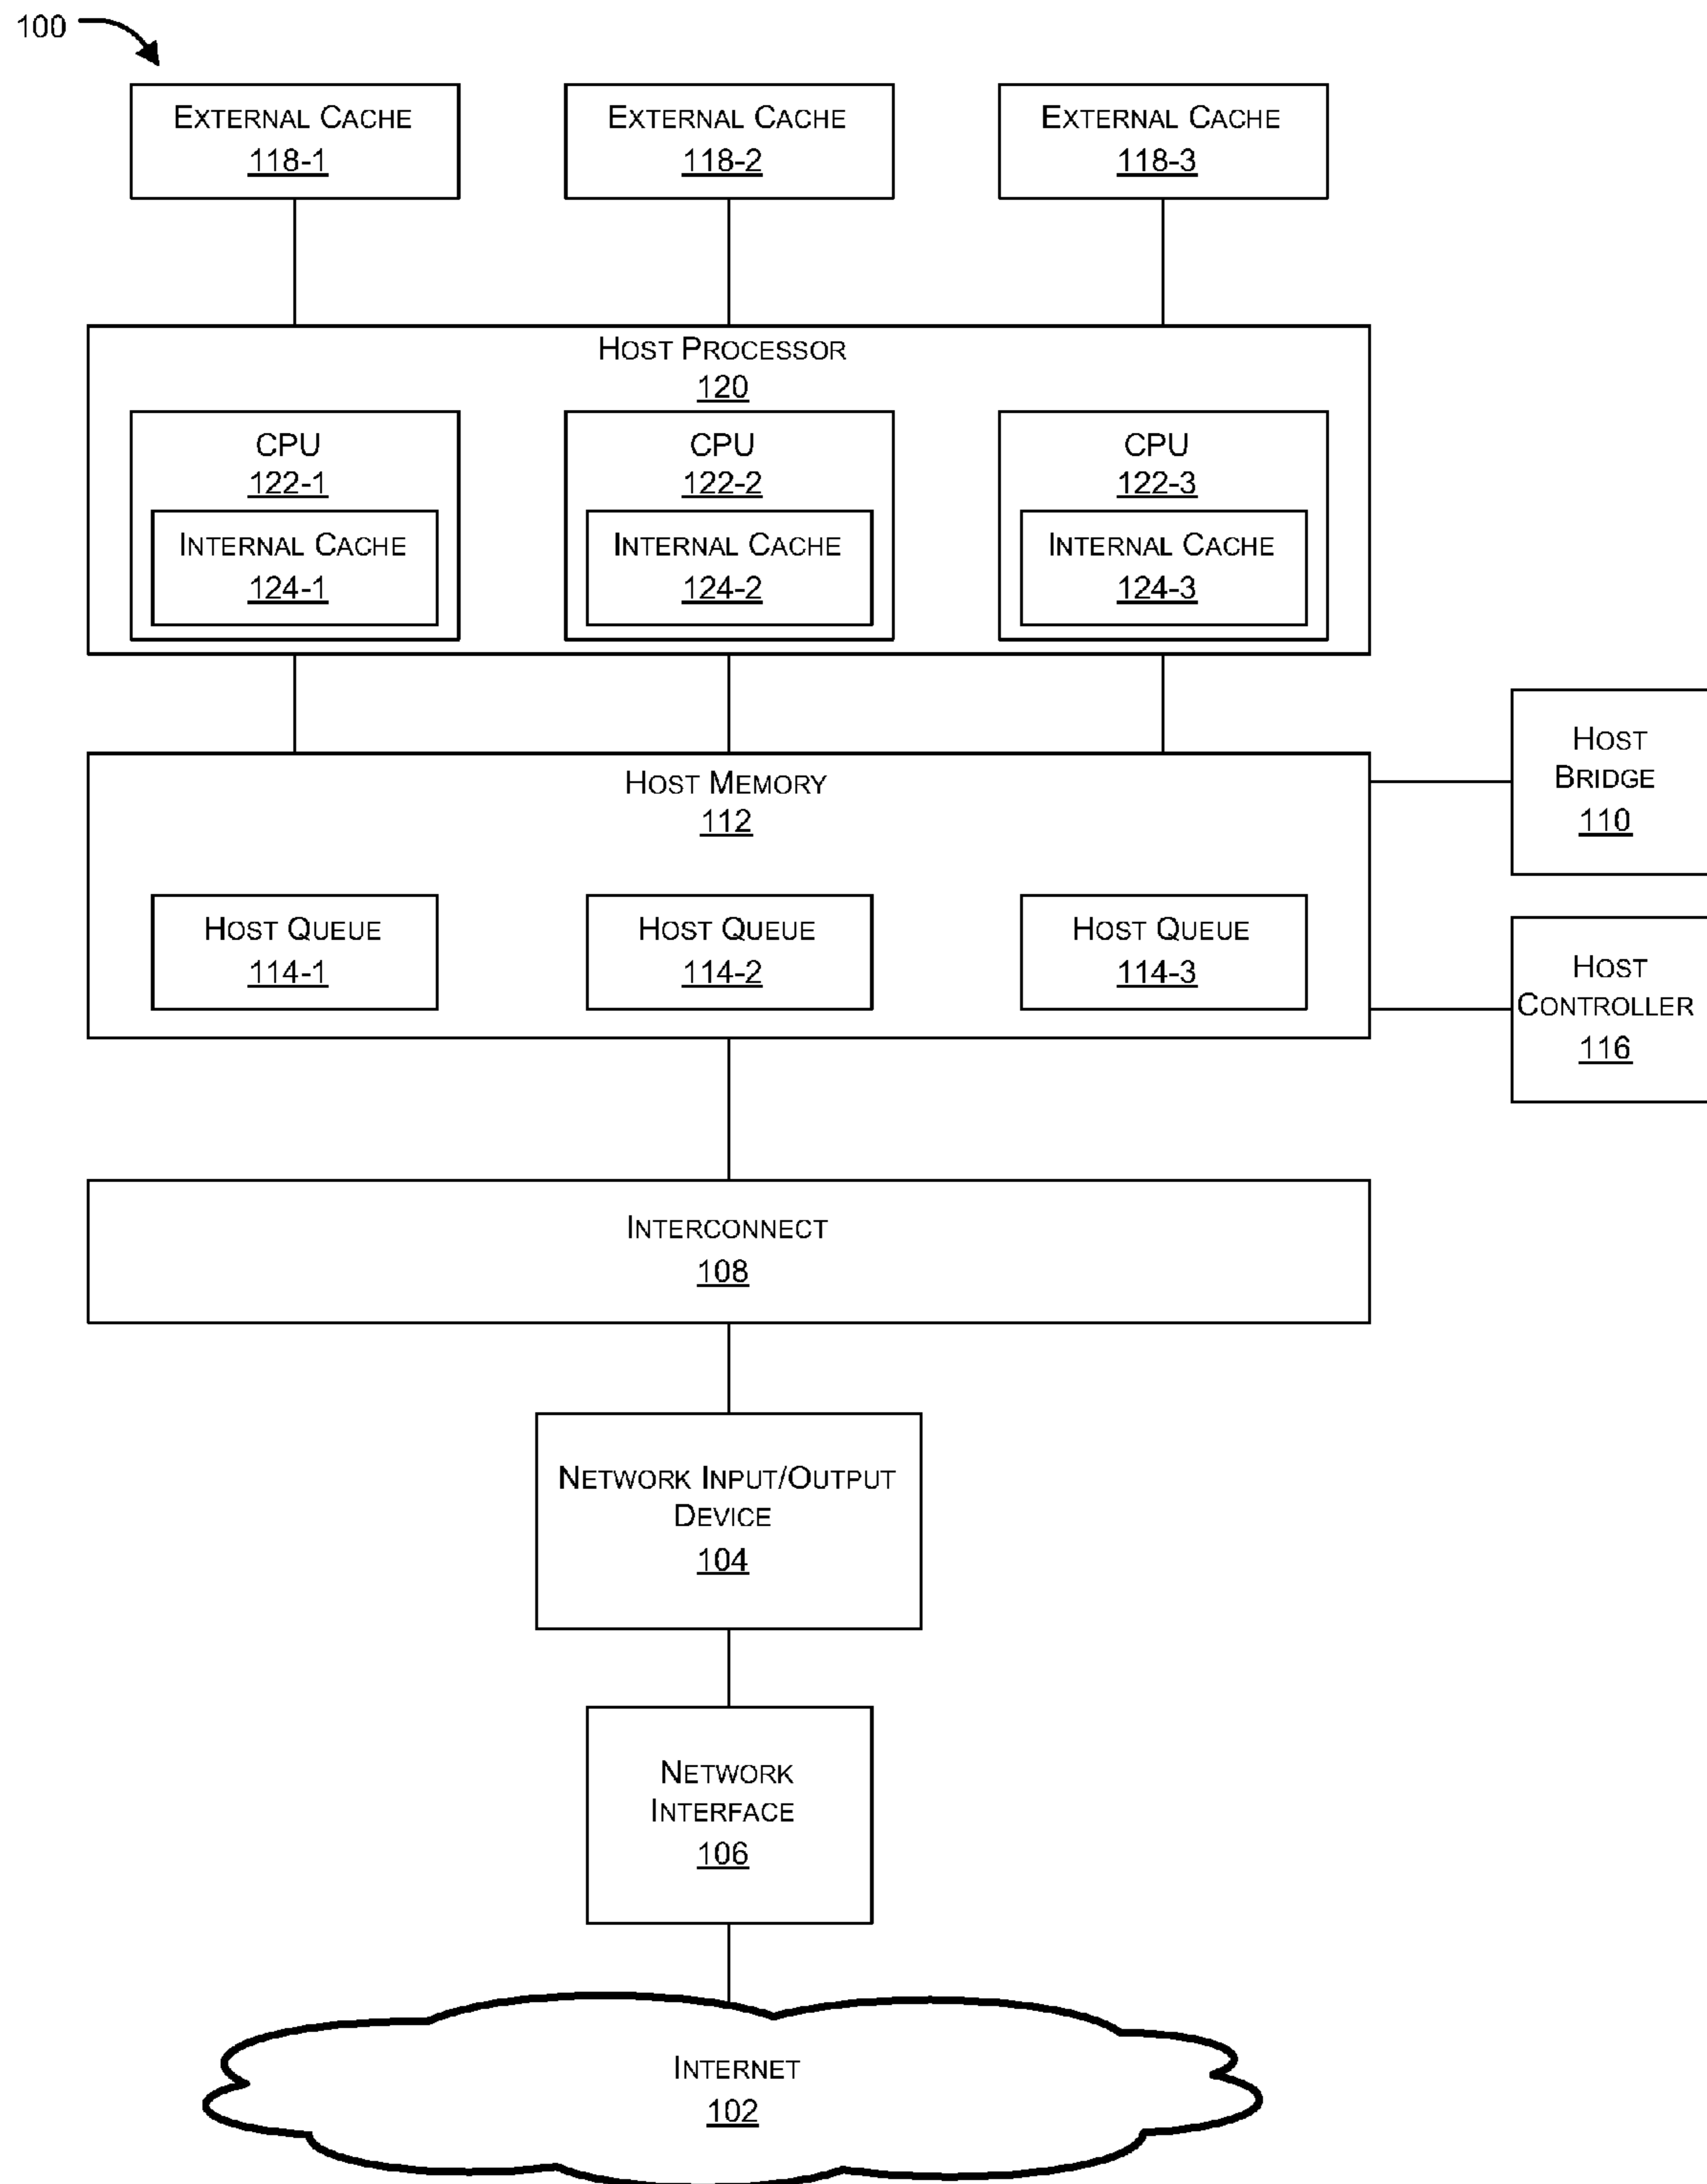 100
EXTERNAL CACHE
118-1
EXTERNAL CACHE
118-2
EXTERNAL CACHE
118-3
HOST PROCESSOR
120
CPU
122-1
INTERNAL CACHE
124-1
CPU
122-2
INTERNAL CACHE
124-2
CPU
122-3
INTERNAL CACHE
124-3
HOST MEMORY
112
HOST QUEUE
114-1
HOST QUEUE
114-2
HOST QUEUE
114-3
HOST
BRIDGE
110
HOST
CONTROLLER
116
INTERCONNECT
108
NETWORK INPUT/OUTPUT
DEVICE
104
NETWORK
INTERFACE
106
INTERNET
102